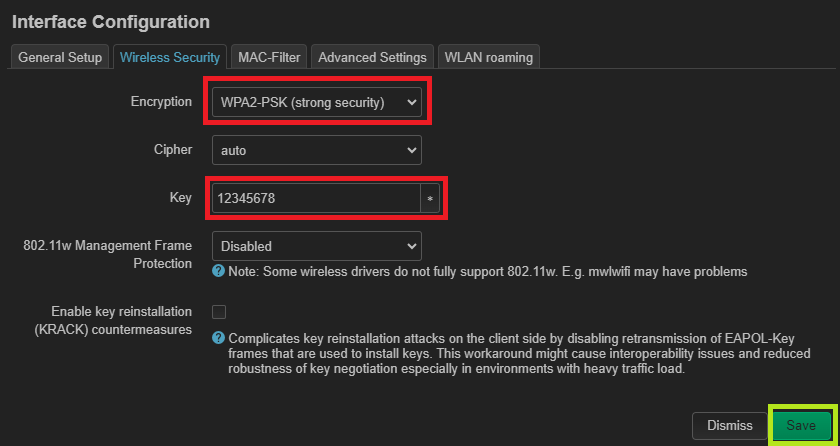 Interface Configuration
General Setup Wireless Security MAC-Filter Advanced Settings WLAN roaming
Encryption WPA2-PSK (strong security)
Cipher auto
Key 12345678 *
802.11w Management Frame Protection Disabled
Note: Some wireless drivers do not fully support 802.11w. E.g. mwlwifi may have problems
Enable key reinstallation
(KRACK) countermeasures
Complicates key reinstallation attacks on the client side by disabling retransmission of EAPOL-Key
frames that are used to install keys. This workaround might cause interoperability issues and reduced
robustness of key negotiation especially in environments with heavy traffic load.
Dismiss Save